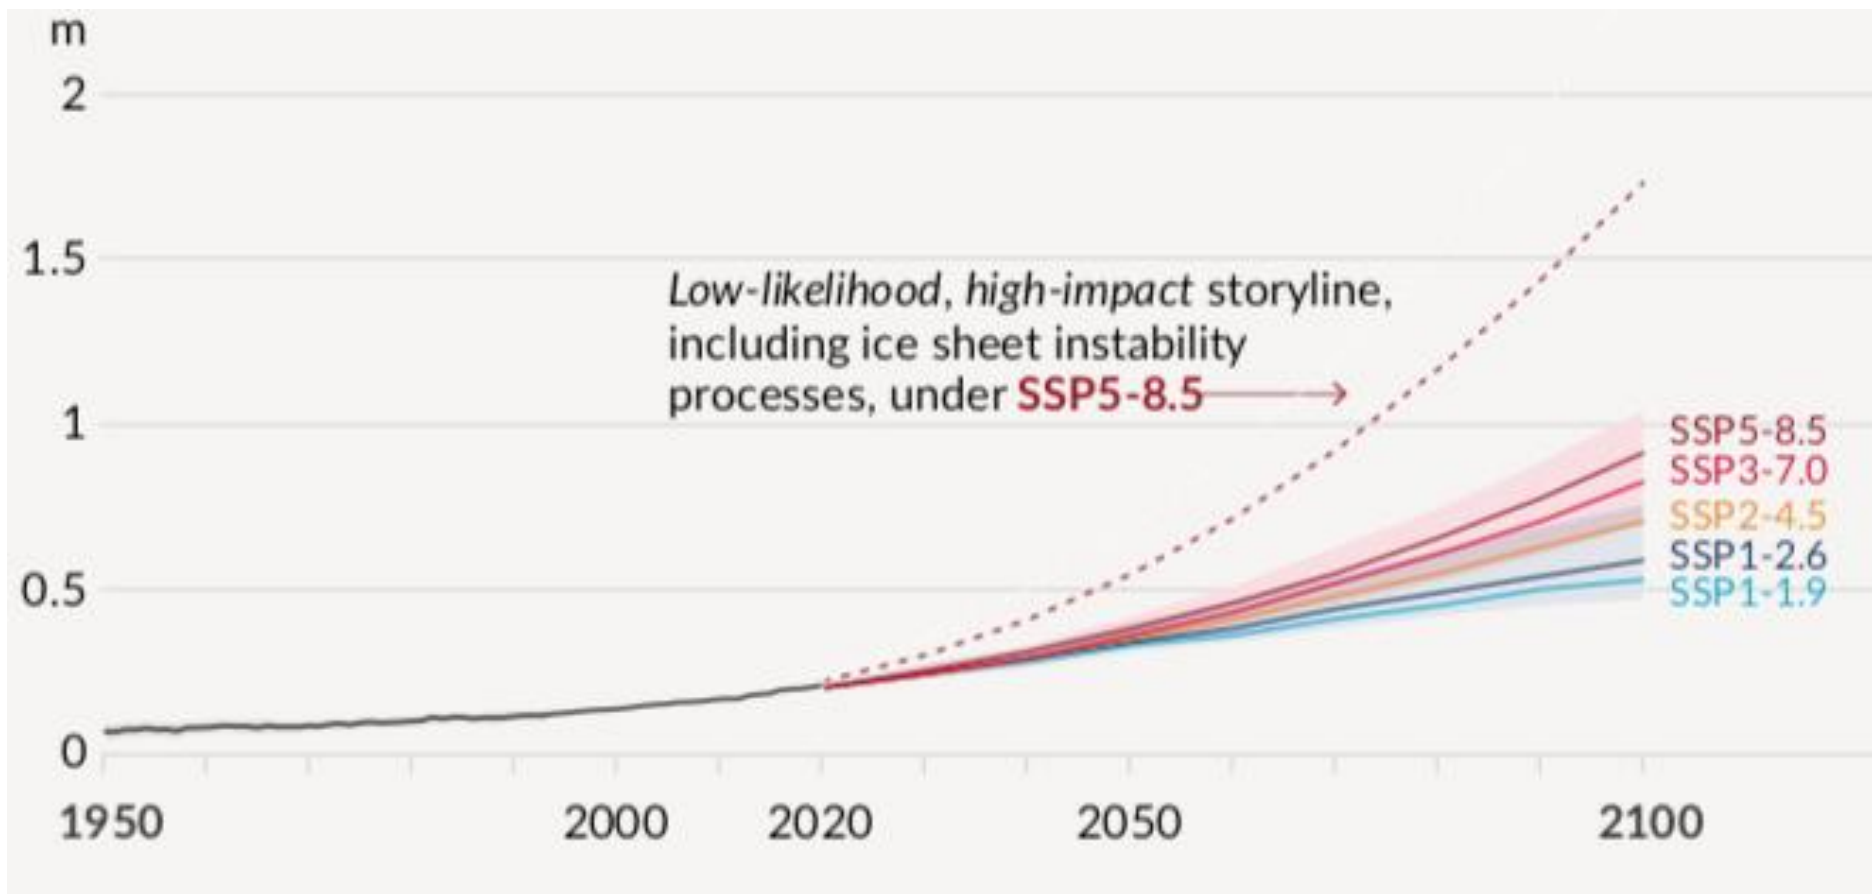 m
2
1.5
Low-likelihood, high-impact storyline,
including ice sheet instability
processes, under SSP5-8.5
1
SSP5-8.5
SSP3-7.0
SSP2-4.5
SSP1-2.6
SSP1-1.9
0.5
0
1950 2000 2020 2050 2100